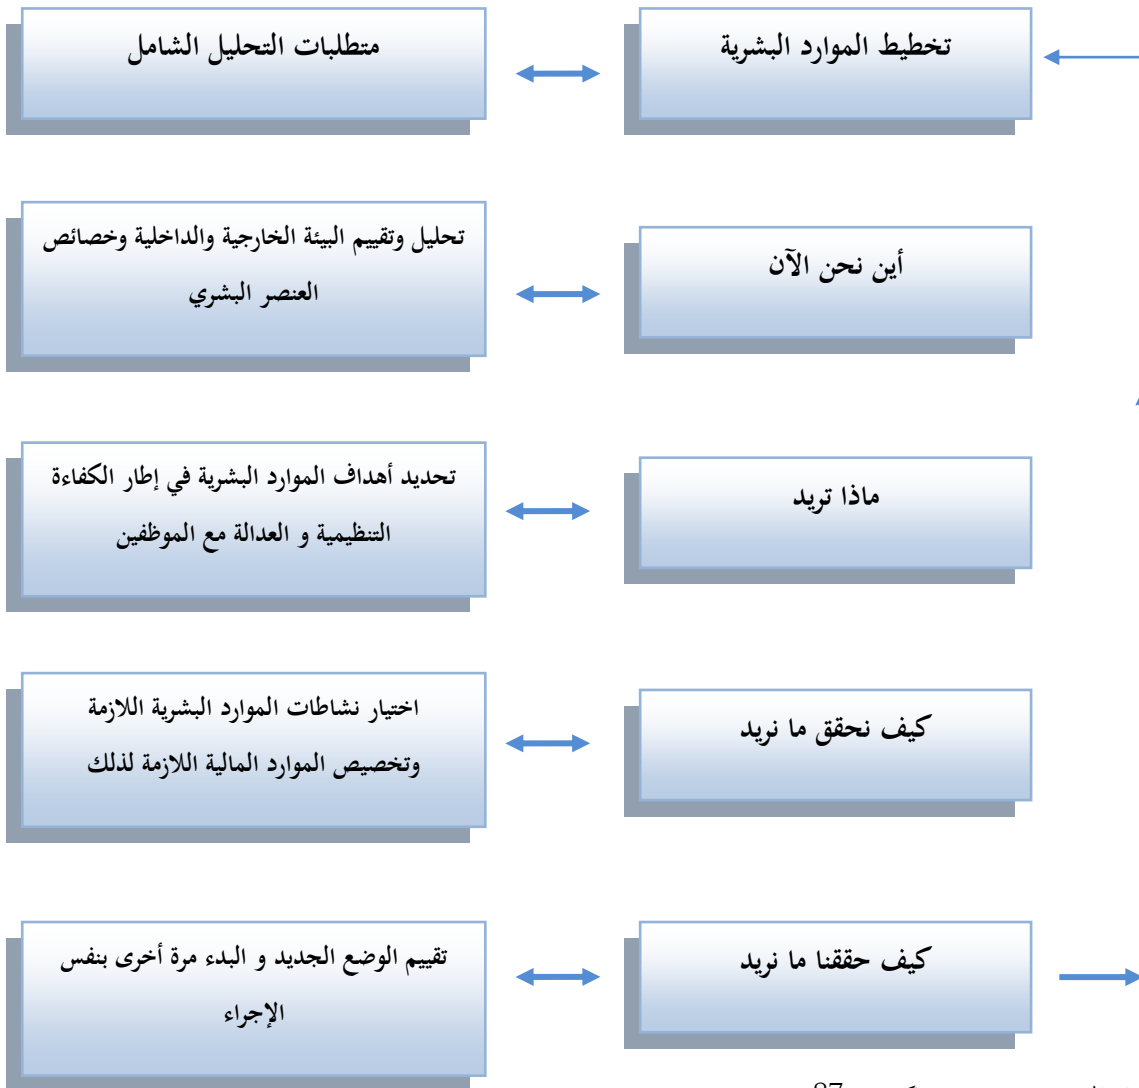 تخطيط الموارد البشرية
متطلبات التحليل الشامل
أين نحن الآن
تحليل وتقييم البيئة الخارجية والداخلية وخصائص
العنصر البشري
ماذا تريد
تحديد أهداف الموارد البشرية في إطار الكفاءة
التنظيمية و العدالة مع الموظفين
كيف نحقق ما نريد
اختيار نشاطات الموارد البشرية اللازمة
وتخصيص الموارد المالية اللازمة لذلك
كيف حققنا ما نريد
تقييم الوضع الجديد و البدء مرة أخرى بنفس
الإجراء